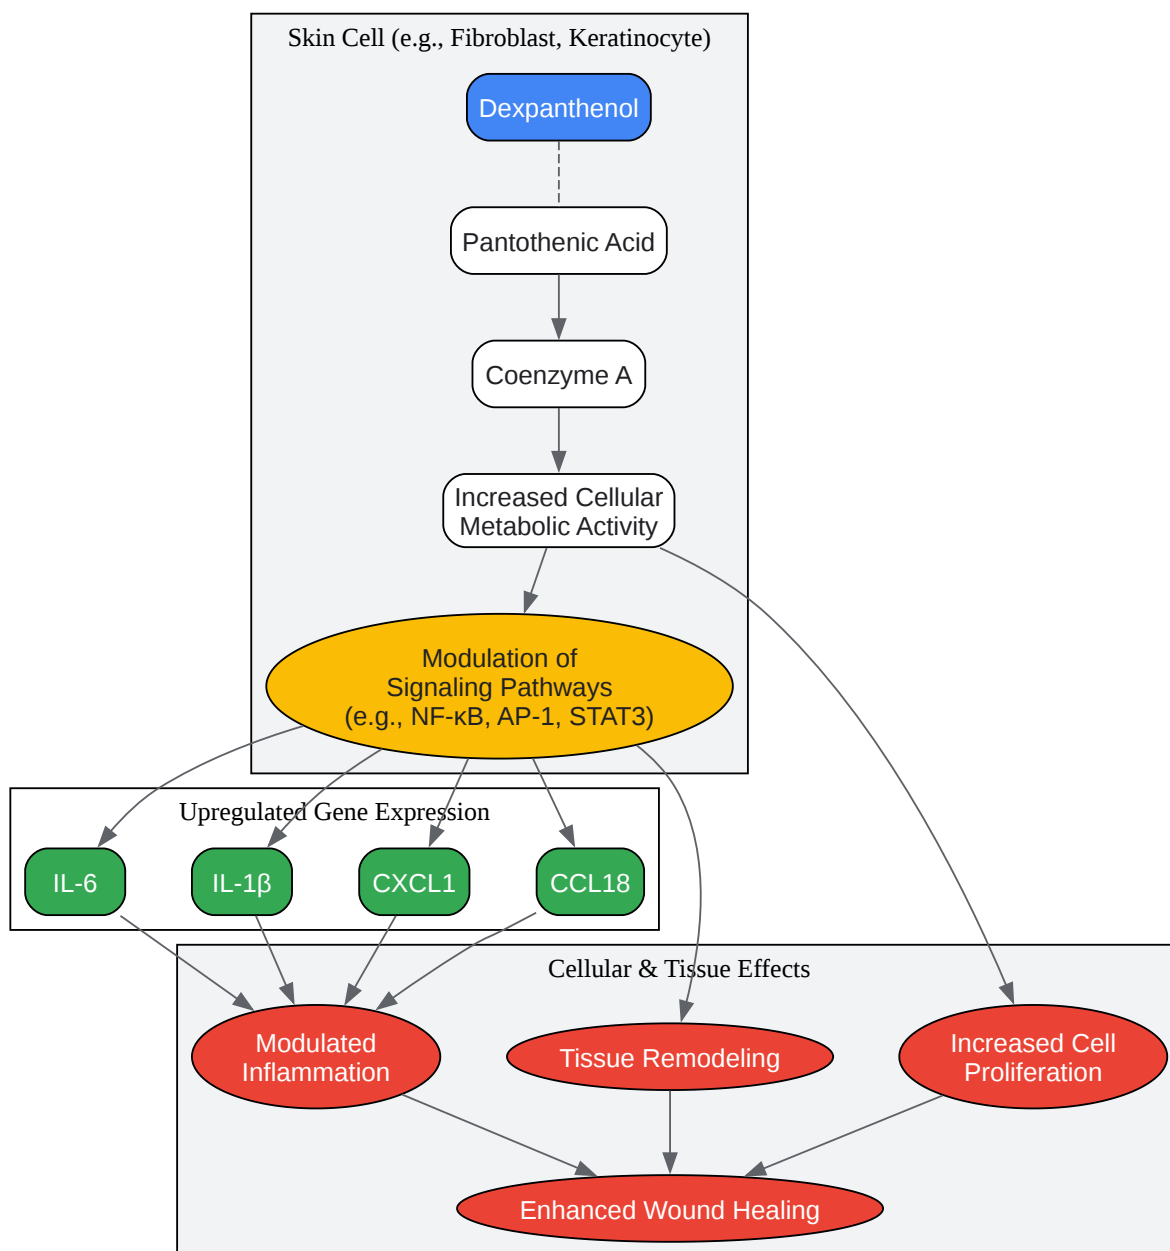 Skin Cell (e.g., Fibroblast, Keratinocyte)
Dexpanthenol
Pantothenic Acid
Coenzyme A
Increased Cellular
Metabolic Activity
Modulation of
Signaling Pathways
(e.g., NF-κB, AP-1, STAT3)
Upregulated Gene Expression
IL-6
IL-1β
CXCL1
CCL18
Cellular & Tissue Effects
Modulated
Inflammation
Tissue Remodeling
Increased Cell
Proliferation
Enhanced Wound Healing